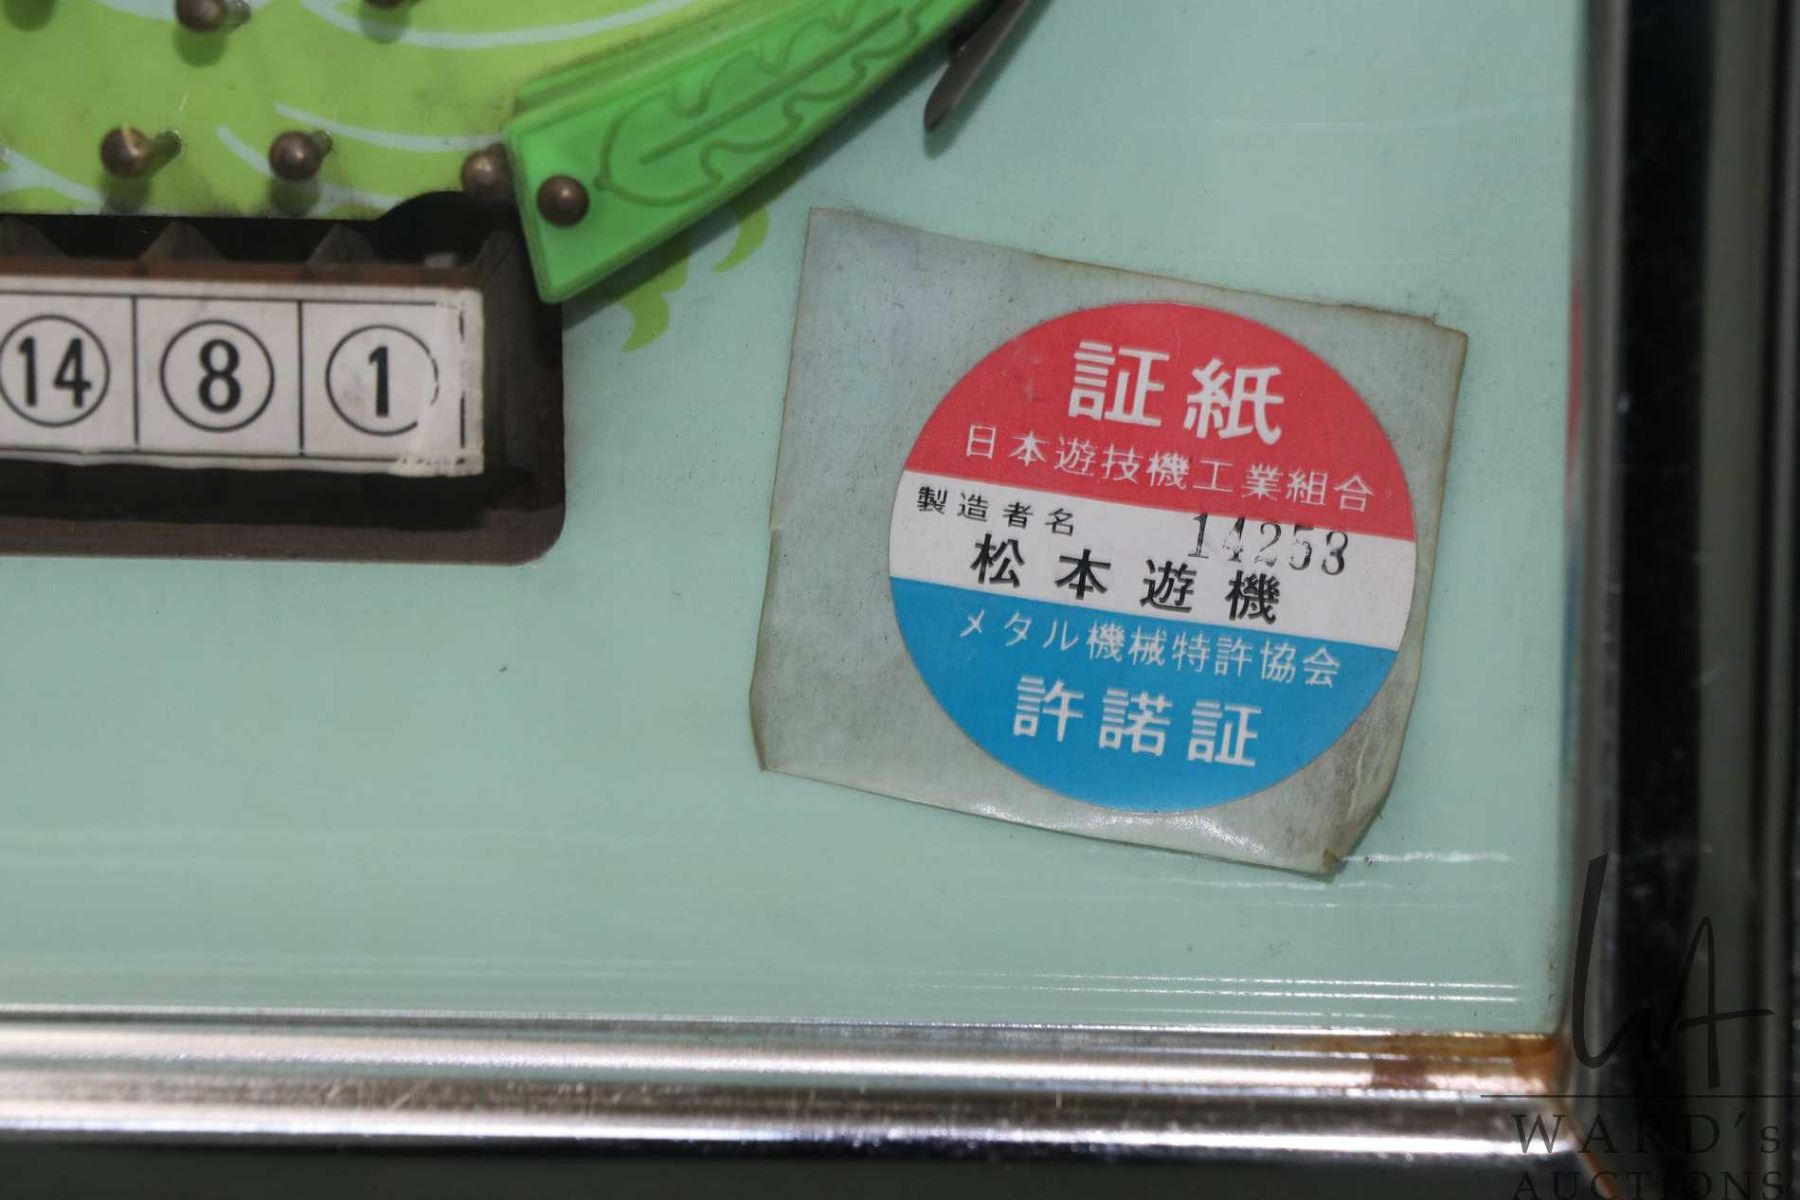 ⑭ ⑧ ①
証紙
日本遊技機工業組合
製造者名 14253
松本遊機
メタル機械特許協会
許諾証
WARD's
AUCTIONS